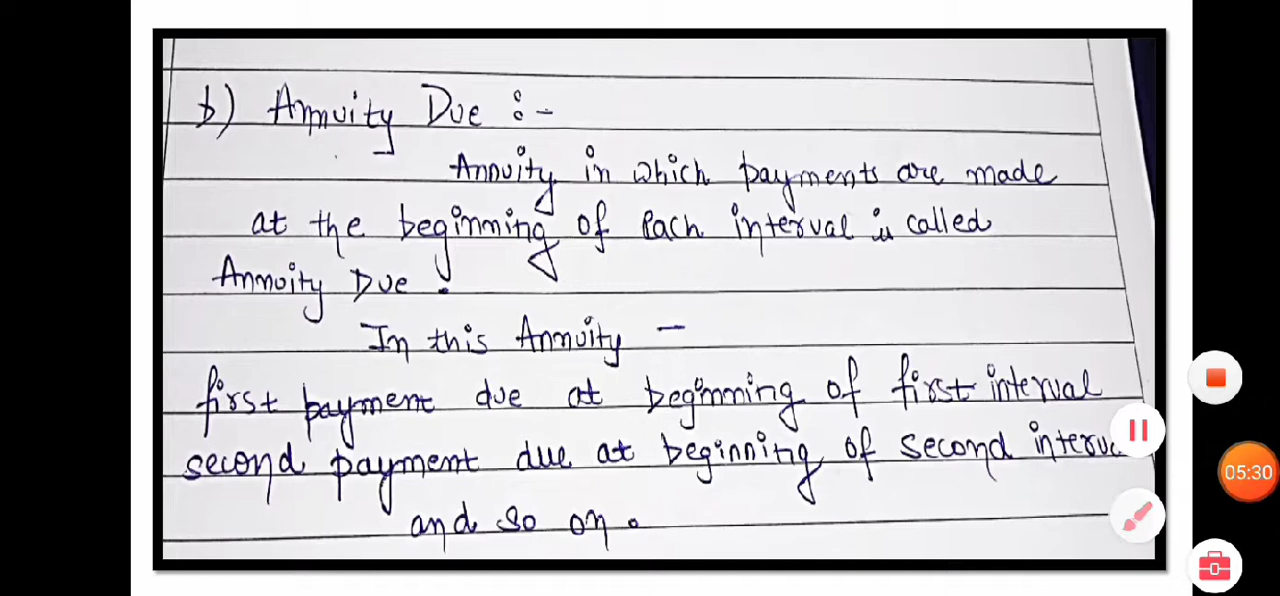 b) Annuity Due :-
Annuity in which payments are made
at the beginning of each interval is called
Annuity Due .
In this Annuity -
first payment due at beginning of first interval
second payment due at beginning of second
and so on .
05:30